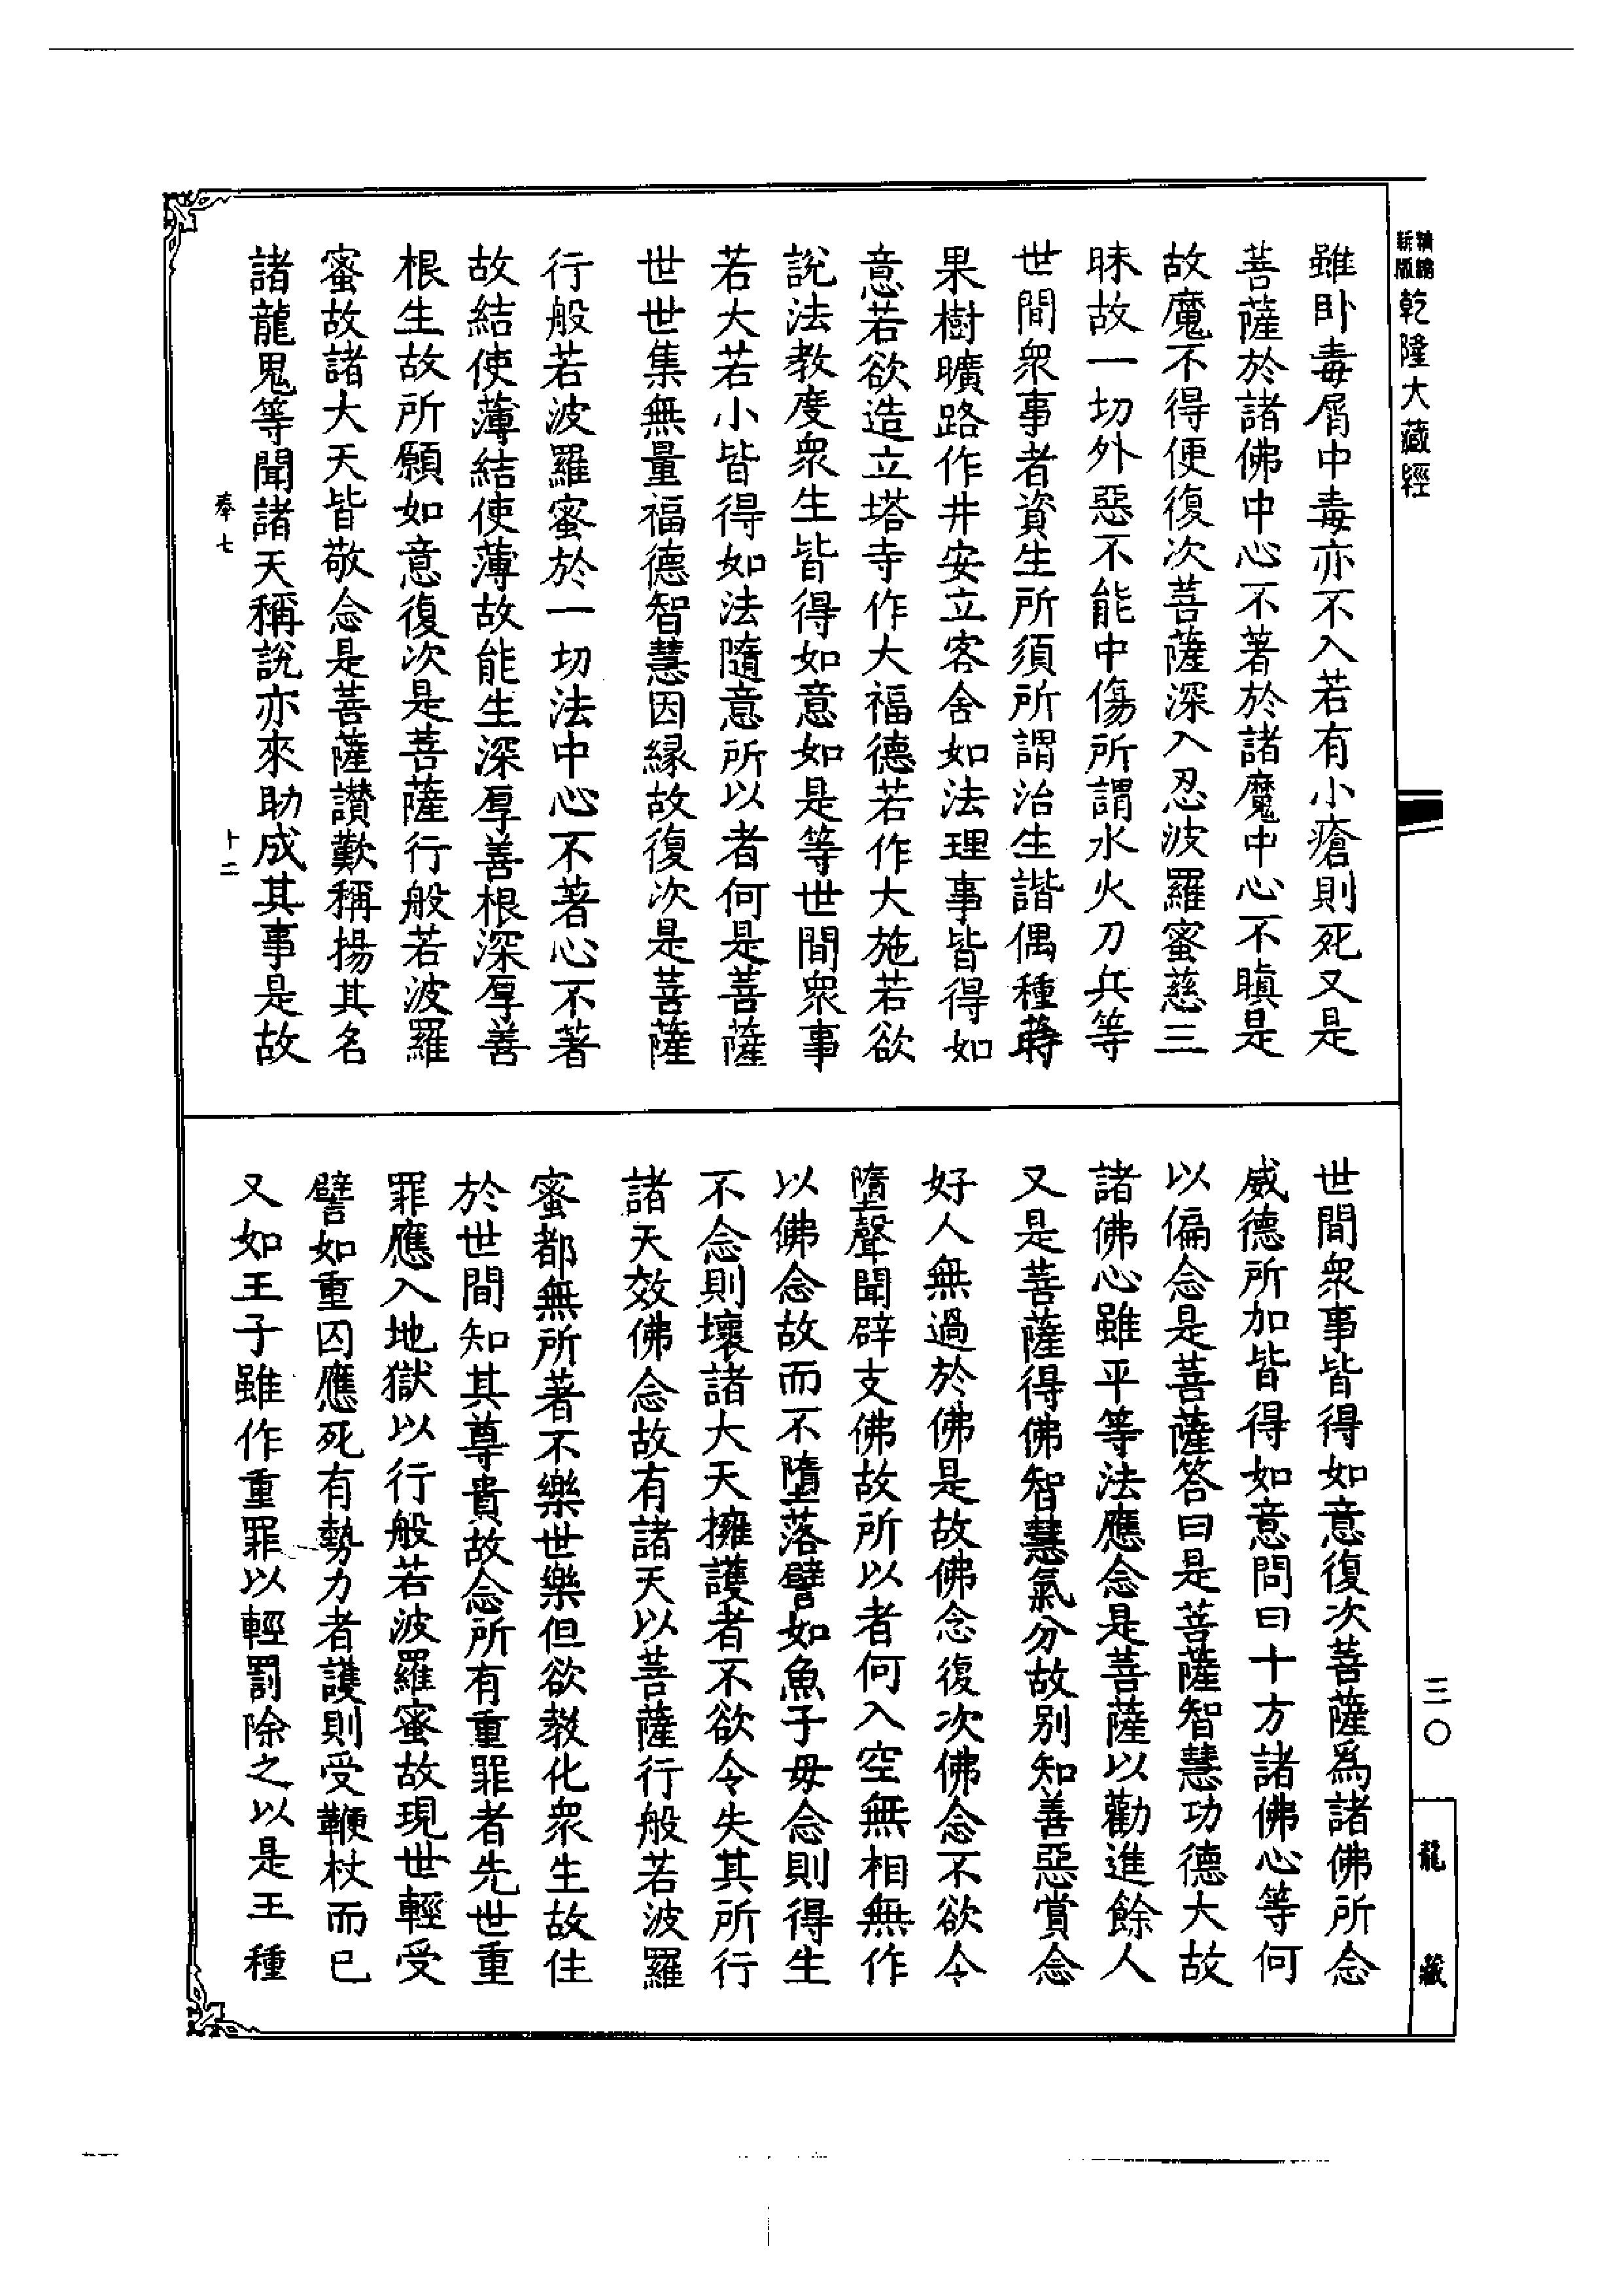 精編
新版
乾隆大藏經
雖卧毒屑中毒亦不入若有小瘡則死又是
菩薩於諸佛中心不著於諸魔中心不瞋是
故魔不得便復次菩薩深入忍波羅蜜慈三
昧故一切外惡不能中傷所謂水火刀兵等
世間衆事者資生所須所謂治生諧偶種蒔
果樹曠路作井安立客舍如法理事皆得如
意若欲造立塔寺作大福德若作大施若欲
說法教度衆生皆得如意如是等世間衆事
若大若小皆得如法隨意所以者何是菩薩
世世集無量福德智慧因緣故復次是菩薩
行般若波羅蜜於一切法中心不著心不著
故結使薄結使薄故能生深厚善根深厚善
根生故所願如意復次是菩薩行般若波羅
蜜故諸大天皆敬念是菩薩讃歎稱揚其名
諸龍鬼等聞諸天稱說亦來助成其事是故
奉七
十二
三〇
龍藏
世間衆事皆得如意復次菩薩爲諸佛所念
威德所加皆得如意問曰十方諸佛心等何
以偏念是菩薩答曰是菩薩智慧功德大故
諸佛心雖平等法應念是菩薩以勸進餘人
又是菩薩得佛智慧氣分故別知善惡賞念
好人無過於佛是故佛念復次佛念不欲令
墮聲聞辟支佛故所以者何入空無相無作
以佛念故而不墮落譬如魚子毋念則得生
不念則壞諸大天擁護者不欲令失其所行
諸天效佛念故有諸天以菩薩行般若波羅
蜜都無所著不樂世樂但欲教化衆生故住
於世間知其尊貴故念所有重罪者先世重
罪應入地獄以行般若波羅蜜故現世輕受
譬如重囚應死有勢力者護則受鞭杖而已
又如王子雖作重罪以輕罰除之以是王種